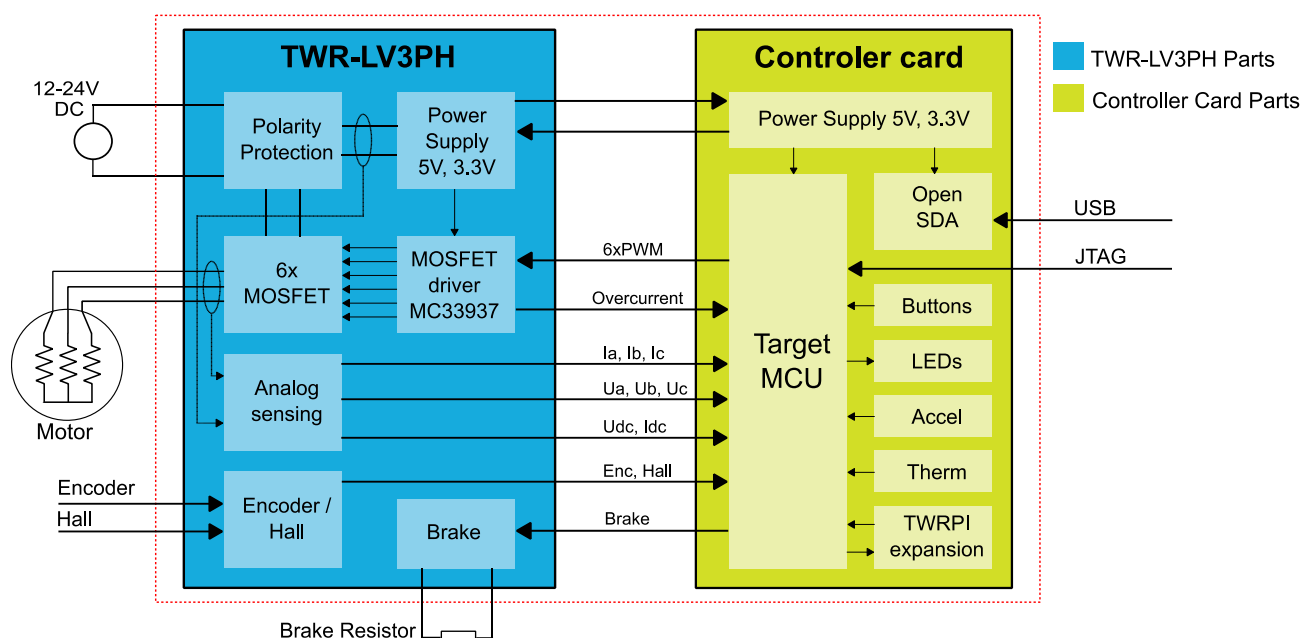 TWR-LV3PH
Controler card
TWR-LV3PH Parts
Controller Card Parts
12-24V
DC
Polarity
Protection
Power
Supply
5V, 3.3V
Power Supply 5V, 3.3V
Open
SDA
USB
JTAG
6x
MOSFET
MOSFET
driver
MC33937
6xPWM
Overcurrent
Target
MCU
Buttons
LEDs
Accel
Therm
TWRPI
expansion
Motor
Analog
sensing
Ia, Ib, Ic
Ua, Ub, Uc
Udc, Idc
Enc, Hall
Brake
Encoder
Hall
Encoder /
Hall
Brake
Brake Resistor